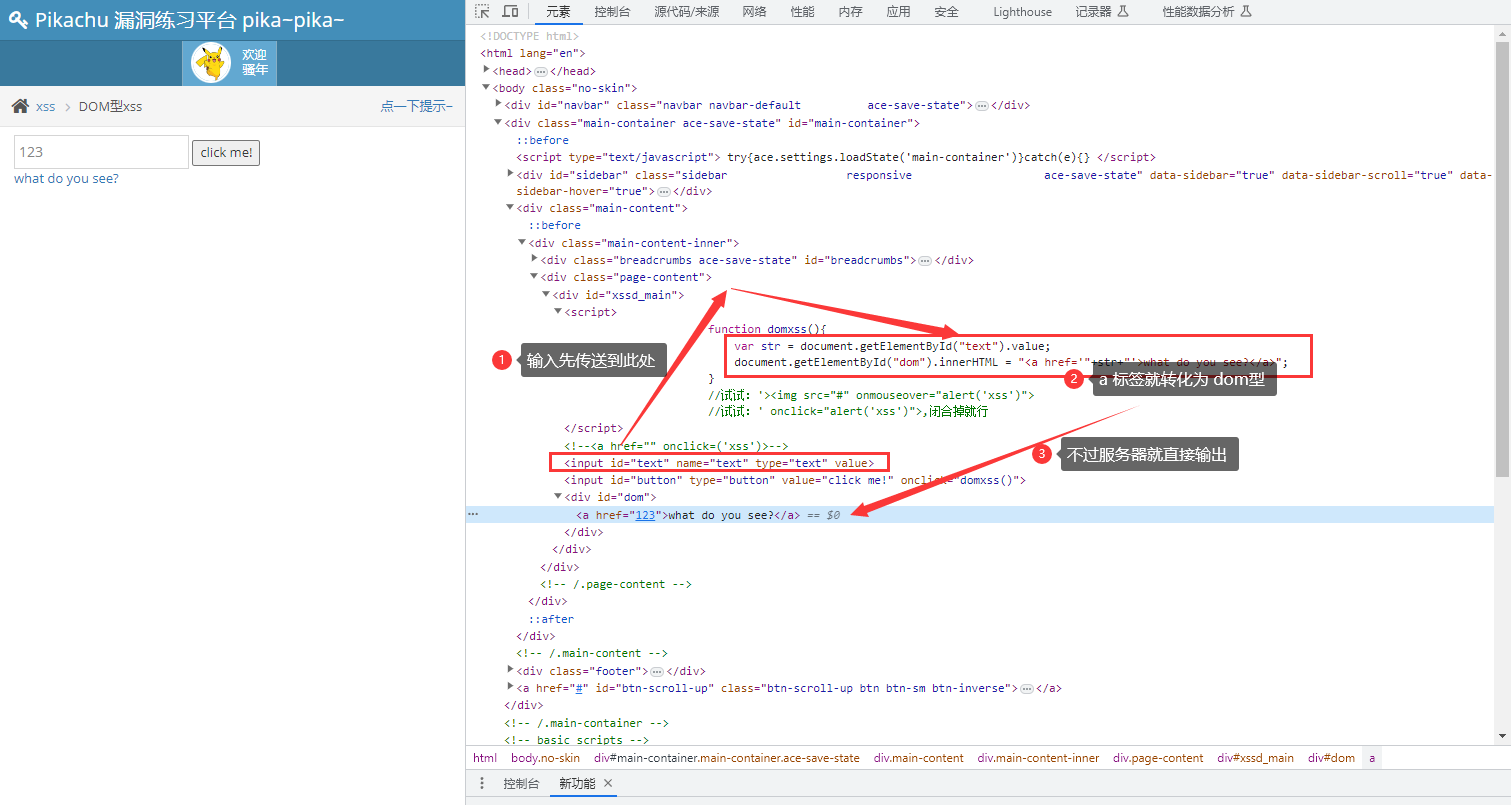 Pikachu 漏洞练习平台 pika~pika~
欢迎
骚年
xss
DOM型xss
点一下提示~
123
click me!
what do you see?
元素 控制台 源代码/来源 网络 性能 内存 应用 安全 Lighthouse 记录器 性能数据分析
<!DOCTYPE html>
<html lang="en">
<head>…</head>
<body class="no-skin">
<div id="navbar" class="navbar navbar-default ace-save-state">…</div>
<div class="main-container ace-save-state" id="main-container">
::before
<script type="text/javascript"> try{ace.settings.loadState('main-container')}catch(e){} </script>
<div id="sidebar" class="sidebar responsive ace-save-state" data-sidebar="true" data-sidebar-scroll="true" data-
sidebar-hover="true">…</div>
<div class="main-content">
::before
<div class="main-content-inner">
<div class="breadcrumbs ace-save-state" id="breadcrumbs">…</div>
<div class="page-content">
<div id="xssd_main">
<script>
function domxss(){
var str = document.getElementById("text").value;
document.getElementById("dom").innerHTML = "<a href='"+str+"'>what do you see?</a>";
}
1 输入先传送到此处
2 a 标签就转化为 dom型
//试试：'><img src="#" onmouseover="alert('xss')">
//试试：' onclick="alert('xss')">,闭合掉就行
</script>
<!--<a href="" onclick=('xss')>-->
3 不过服务器就直接输出
<input id="text" name="text" type="text" value>
<input id="button" type="button" value="click me!" onclick="domxss()">
<div id="dom">
… <a href="123">what do you see?</a> == $0
</div>
</div>
</div>
<!-- /.page-content -->
</div>
::after
</div>
<!-- /.main-content -->
<div class="footer">…</div>
<a href="#" id="btn-scroll-up" class="btn-scroll-up btn btn-sm btn-inverse">…</a>
</div>
<!-- /.main-container -->
<!-- basic scripts -->
html body.no-skin div#main-container.main-container.ace-save-state div.main-content div.main-content-inner div.page-content div#xssd_main div#dom a
控制台 新功能 ×